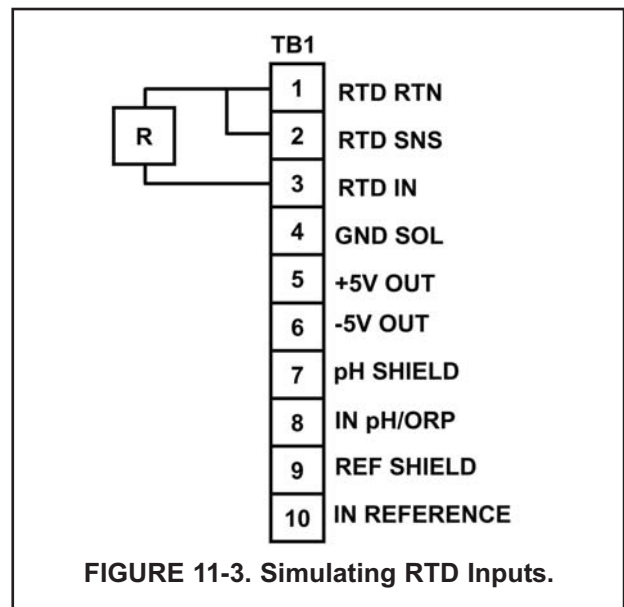 TB1
1 RTD RTN
R
2 RTD SNS
3 RTD IN
4 GND SOL
5 +5V OUT
6 -5V OUT
7 pH SHIELD
8 IN pH/ORP
9 REF SHIELD
10 IN REFERENCE
FIGURE 11-3. Simulating RTD Inputs.